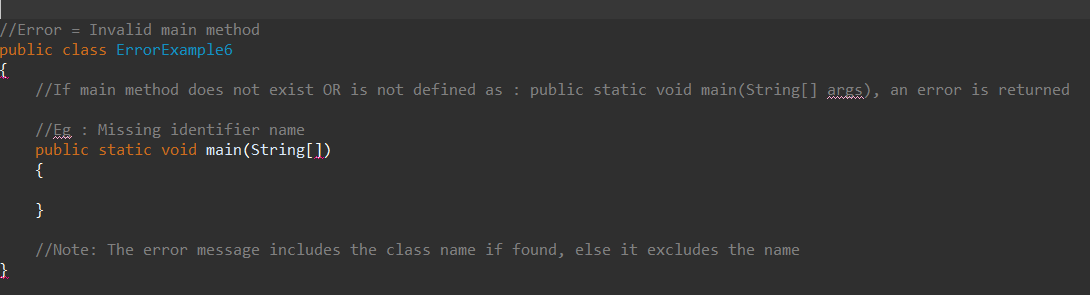 //Error = Invalid main method
public class ErrorExample6
{
//If main method does not exist OR is not defined as : public static void main(String[] args), an error is returned
//Eg : Missing identifier name
public static void main(String[])
{
}
//Note: The error message includes the class name if found, else it excludes the name
}